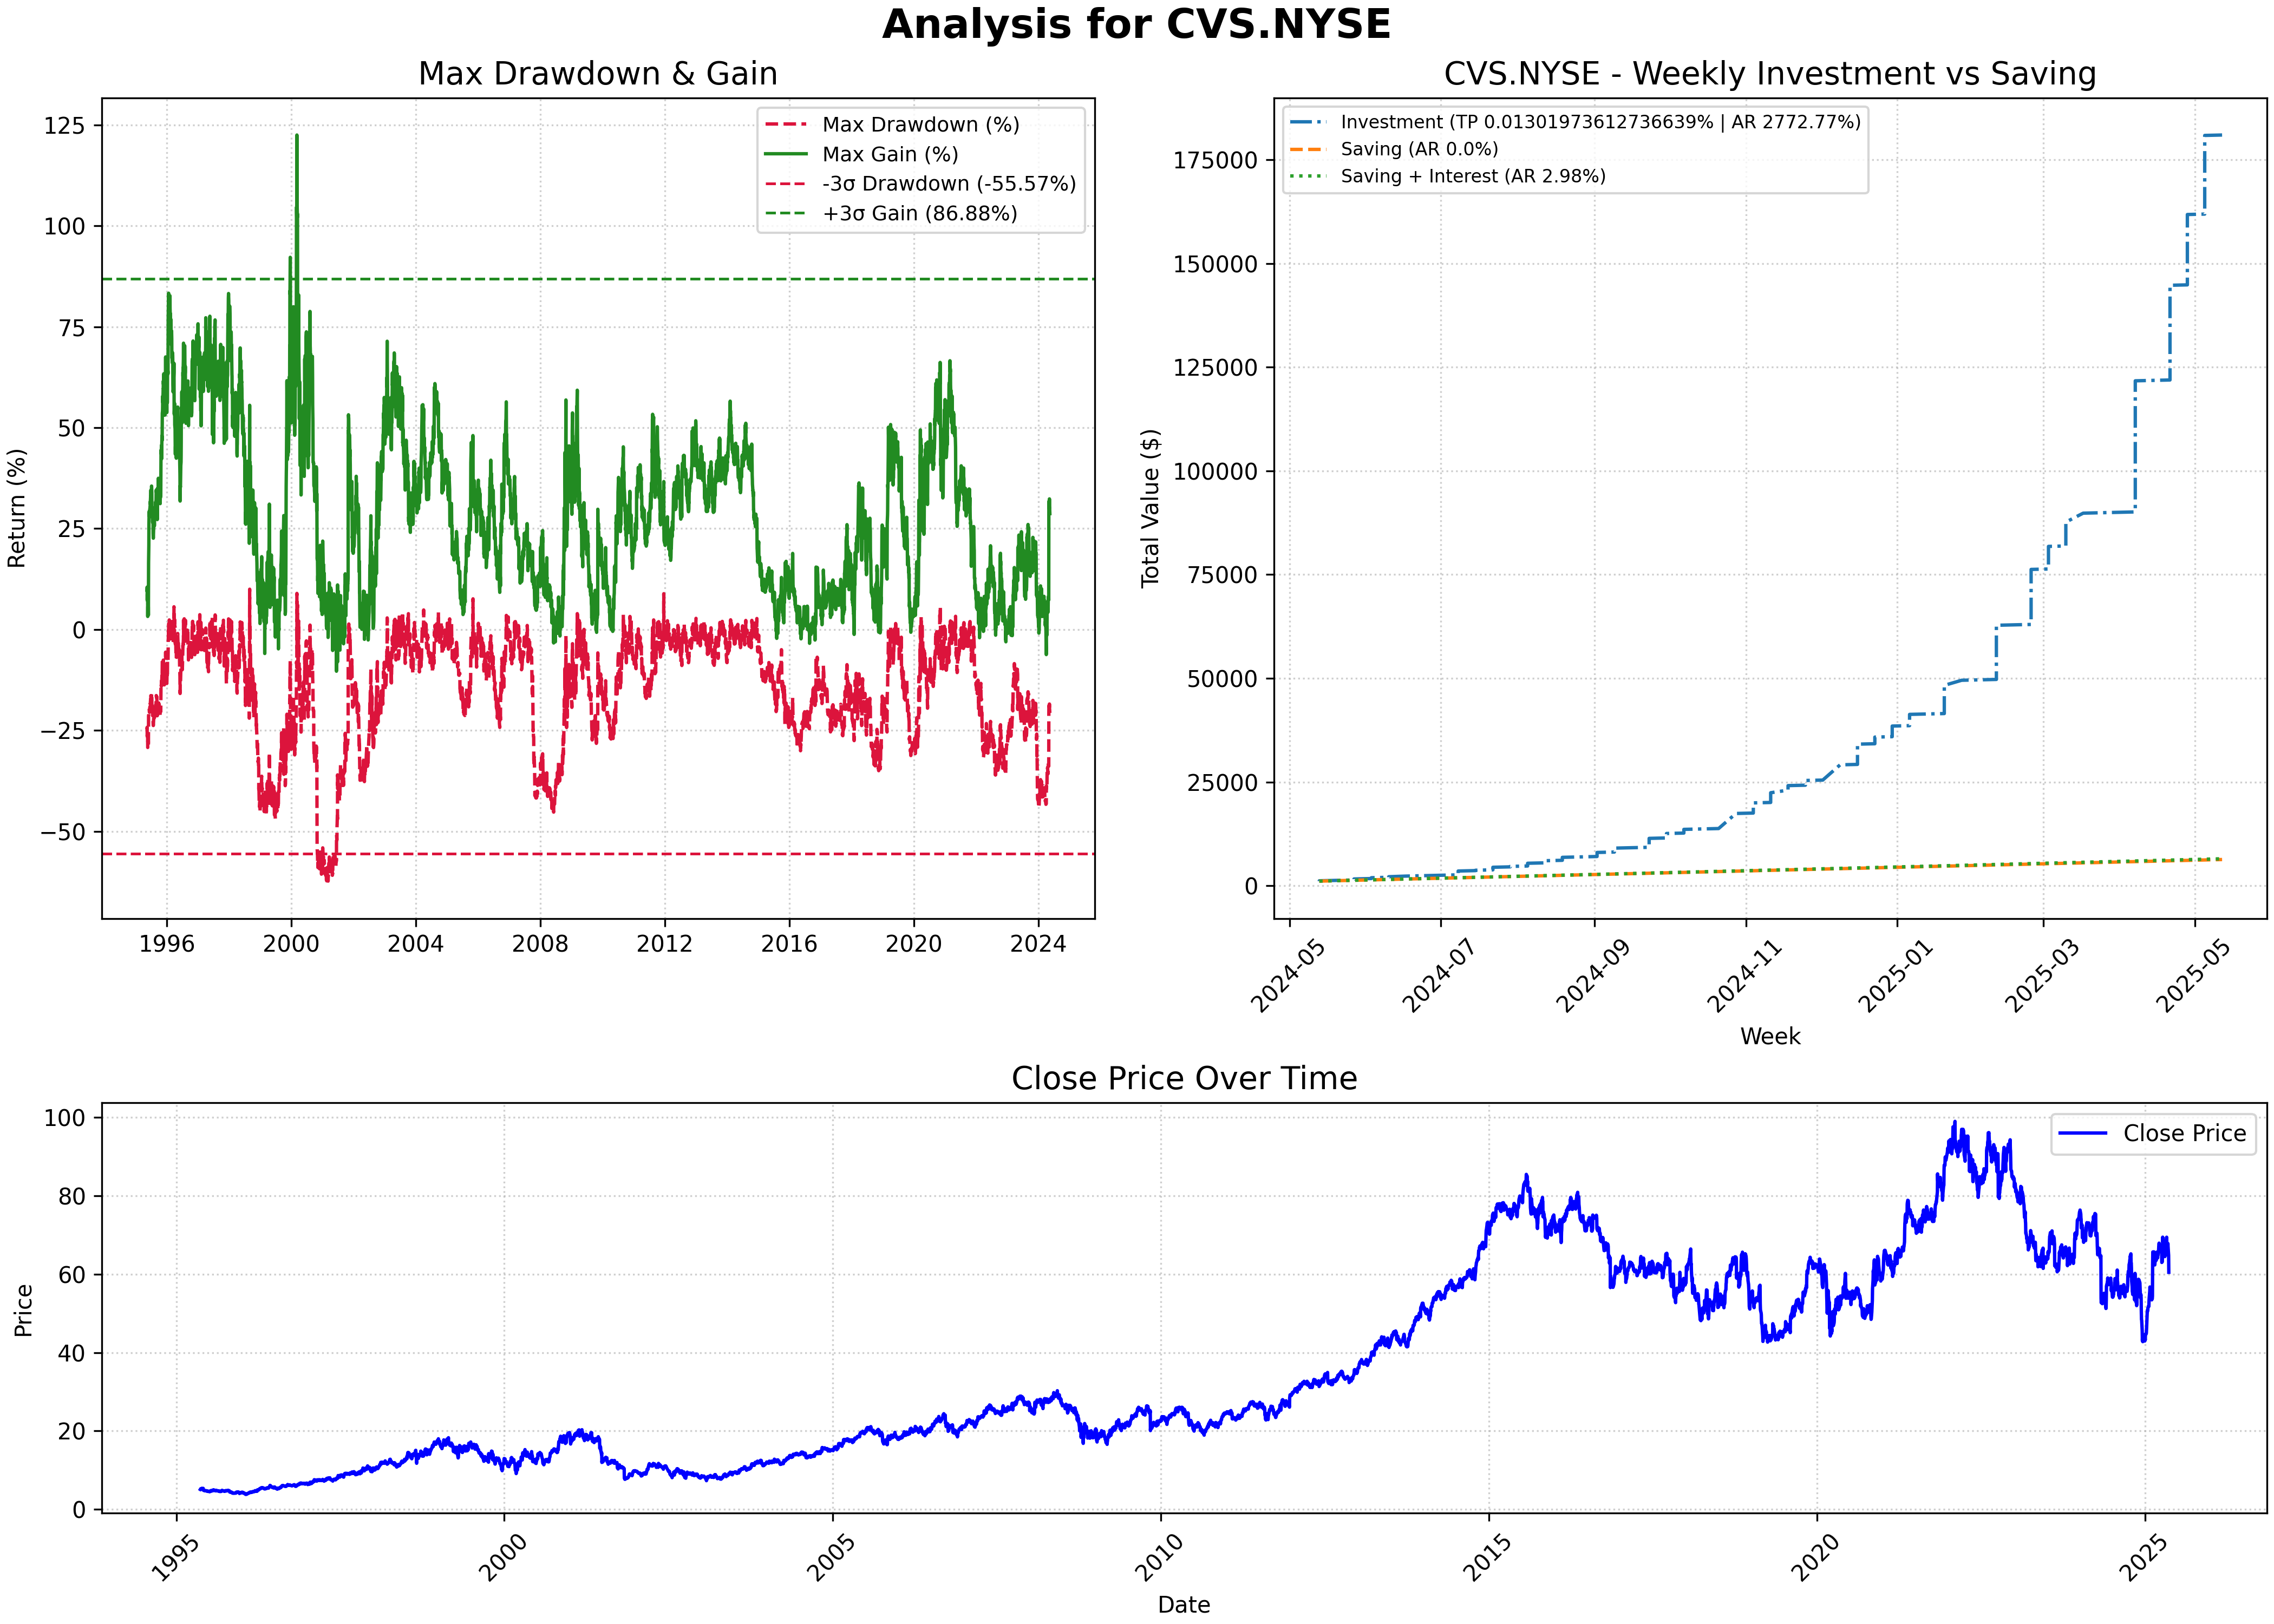 Analysis for CVS.NYSE
Max Drawdown & Gain
Max Drawdown (%)
Max Gain (%)
-3σ Drawdown (-55.57%)
+3σ Gain (86.88%)
Return (%)
125
100
75
50
25
0
−25
−50
1996
2000
2004
2008
2012
2016
2020
2024
CVS.NYSE - Weekly Investment vs Saving
Investment (TP 0.01301973612736639% | AR 2772.77%)
Saving (AR 0.0%)
Saving + Interest (AR 2.98%)
Total Value ($)
175000
150000
125000
100000
75000
50000
25000
0
2024-05
2024-07
2024-09
2024-11
2025-01
2025-03
2025-05
Week
Close Price Over Time
Close Price
Price
100
80
60
40
20
0
1995
2000
2005
2010
2015
2020
2025
Date